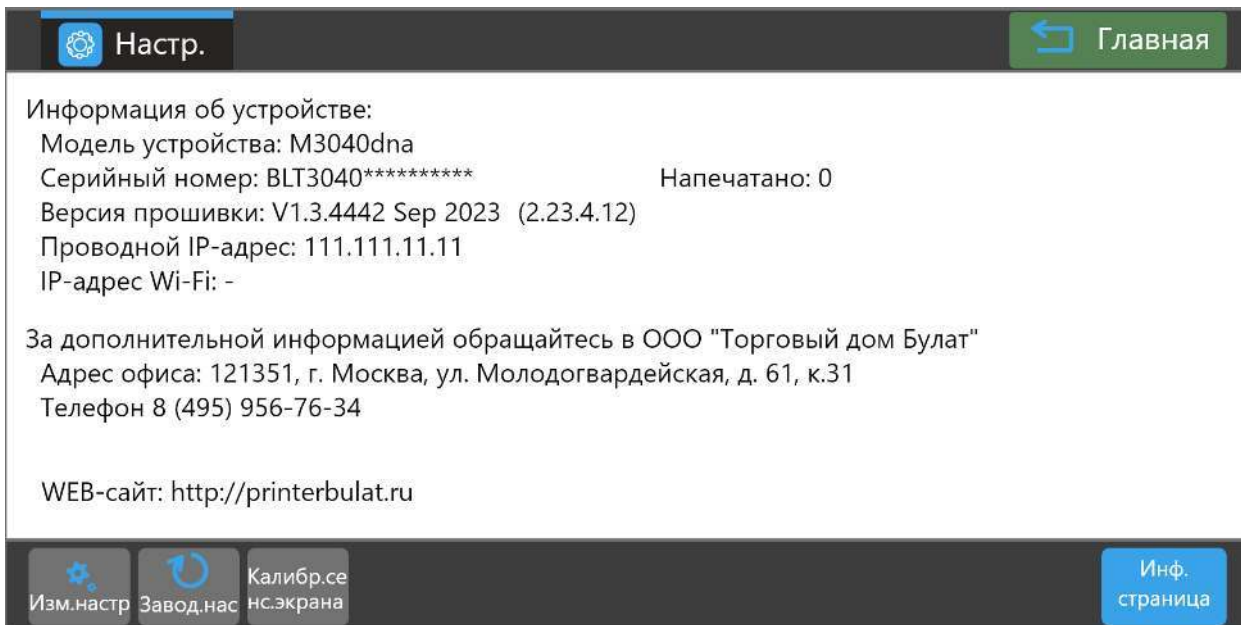 Настр.
Главная
Информация об устройстве:
Модель устройства: M3040dna
Серийный номер: BLT3040********** Напечатано: 0
Версия прошивки: V1.3.4442 Sep 2023 (2.23.4.12)
Проводной IP-адрес: 111.111.11.11
IP-адрес Wi-Fi: -
За дополнительной информацией обращайтесь в ООО "Торговый дом Булат"
Адрес офиса: 121351, г. Москва, ул. Молодогвардейская, д. 61, к.31
Телефон 8 (495) 956-76-34
WEB-сайт: http://printerbulat.ru
Изм.настр
Завод.нас
Калибр.се
нс.экрана
Инф.
страница